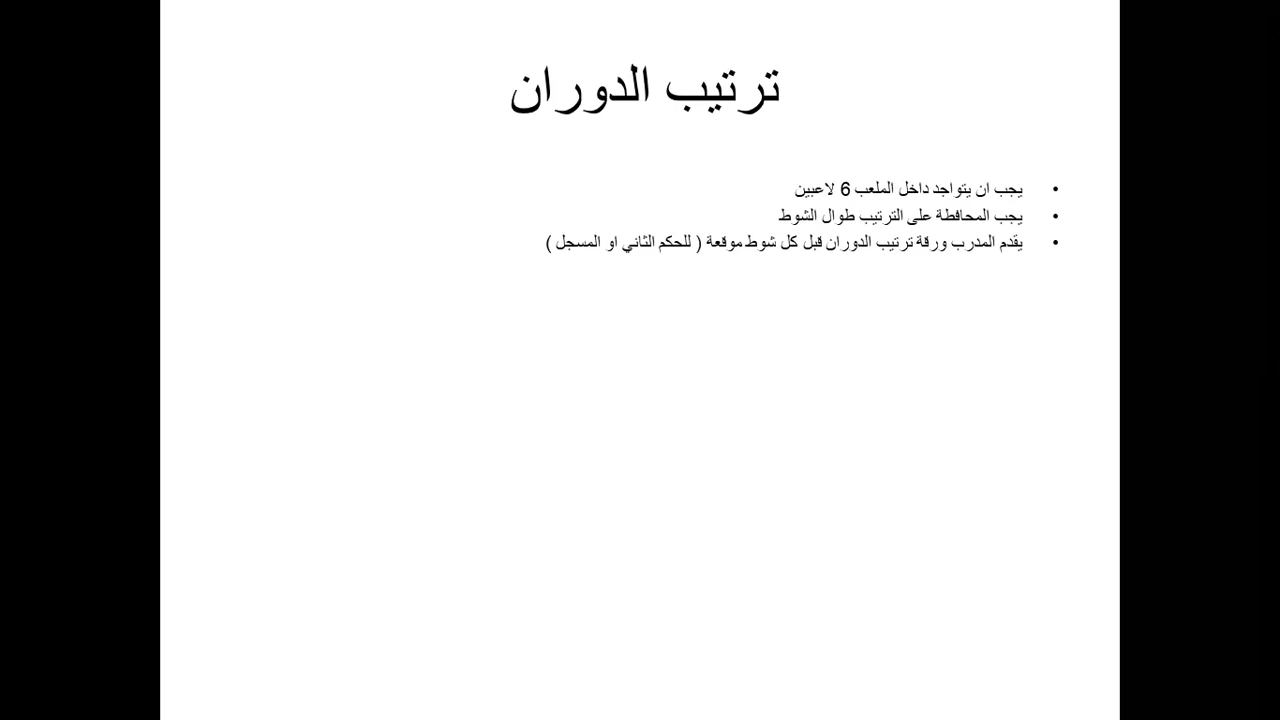 ترتيب الدوران
• يجب ان يتواجد داخل الملعب 6 لاعبين
• يجب المحافطة على الترتيب طوال الشوط
• يقدم المدرب ورقة ترتيب الدوران قبل كل شوط موقعة ( للحكم الثاني او المسجل )